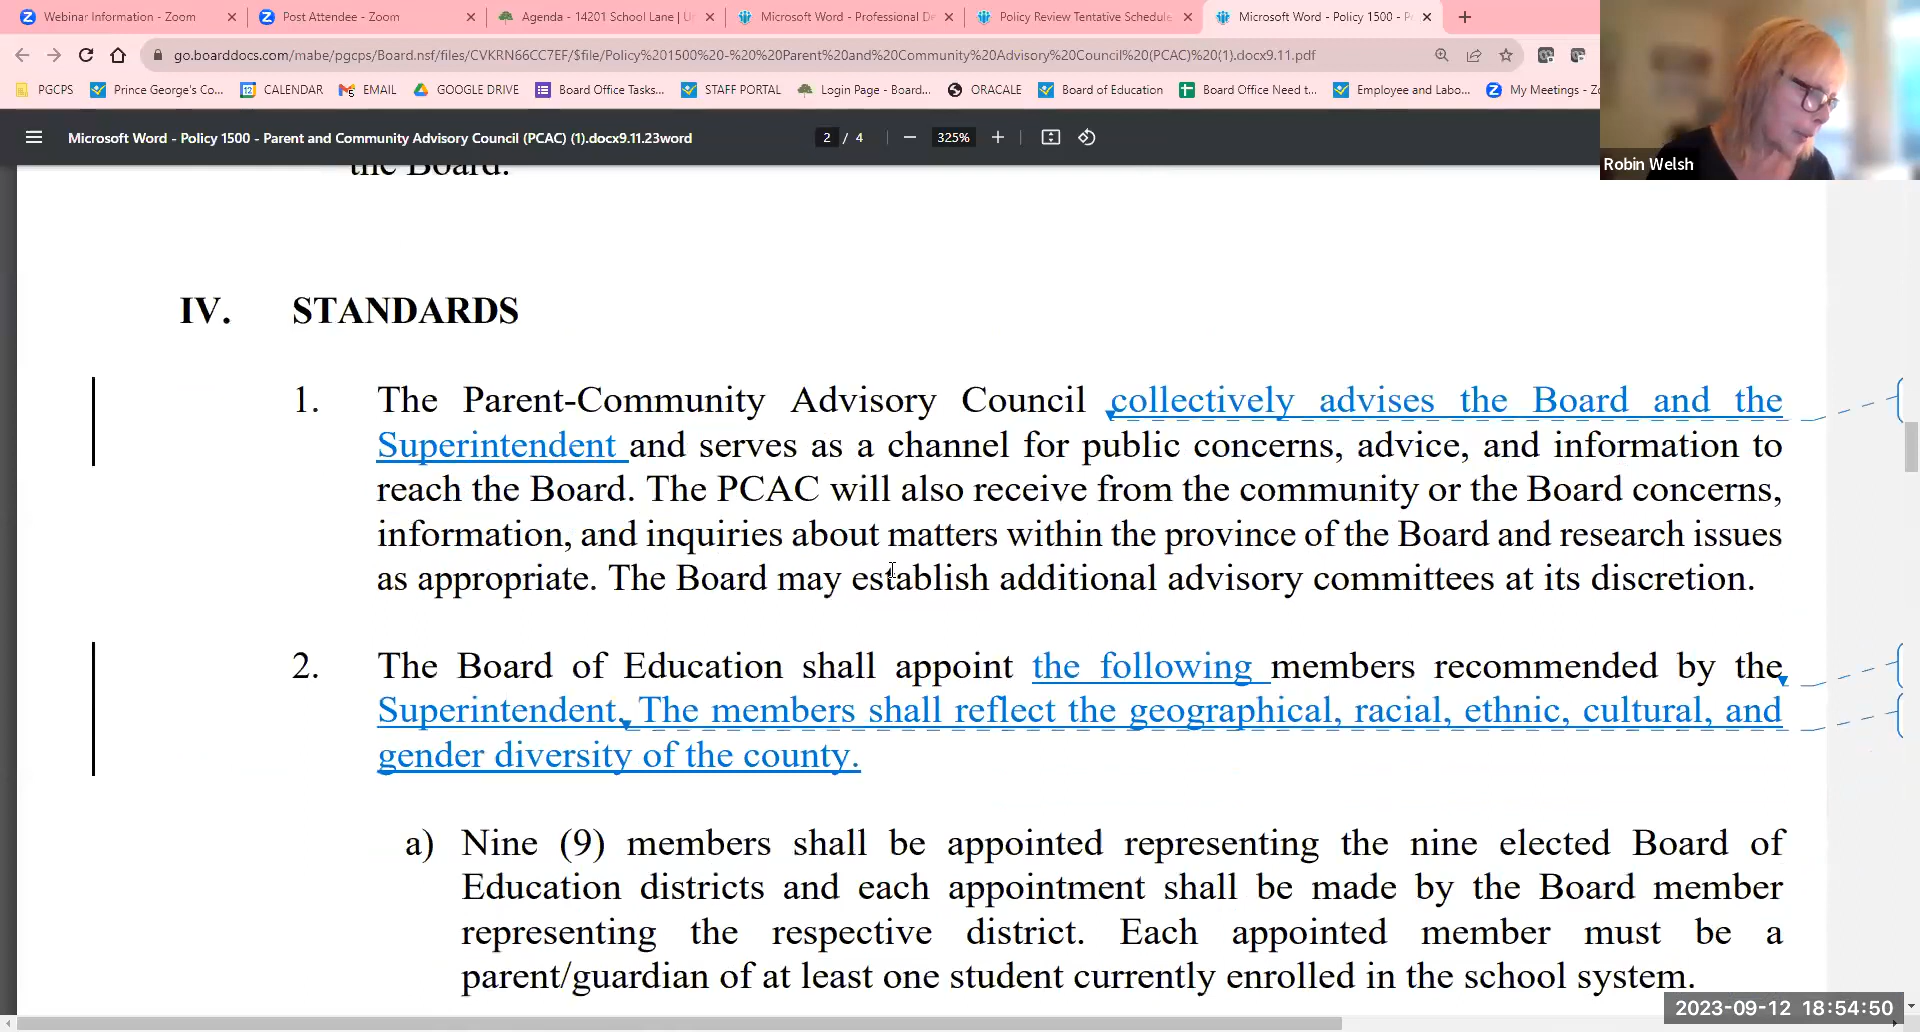 Webinar Information - Zoom
Post Attendee - Zoom
Agenda - 14201 School Lane | U
Microsoft Word - Professional De
Policy Review Tentative Schedule
Microsoft Word - Policy 1500 - P
go.boarddocs.com/mabe/pgcps/Board.nsf/files/CVKRN66CC7EF/$file/Policy%201500%20-%20%20Parent%20and%20Community%20Advisory%20Council%20(PCAC)%20(1).docx9.11.pdf
PGCPS
Prince George's Co...
CALENDAR
EMAIL
GOOGLE DRIVE
Board Office Tasks...
STAFF PORTAL
Login Page - Board...
ORACALE
Board of Education
Board Office Need t...
Employee and Labo...
My Meetings - Zo
Microsoft Word - Policy 1500 - Parent and Community Advisory Council (PCAC) (1).docx9.11.23word
2 / 4
325%
Robin Welsh
the Board.
IV. STANDARDS
1. The Parent-Community Advisory Council collectively advises the Board and the
Superintendent and serves as a channel for public concerns, advice, and information to
reach the Board. The PCAC will also receive from the community or the Board concerns,
information, and inquiries about matters within the province of the Board and research issues
as appropriate. The Board may establish additional advisory committees at its discretion.
2. The Board of Education shall appoint the following members recommended by the
Superintendent. The members shall reflect the geographical, racial, ethnic, cultural, and
gender diversity of the county.
a) Nine (9) members shall be appointed representing the nine elected Board of
Education districts and each appointment shall be made by the Board member
representing the respective district. Each appointed member must be a
parent/guardian of at least one student currently enrolled in the school system.
2023-09-12 18:54:50